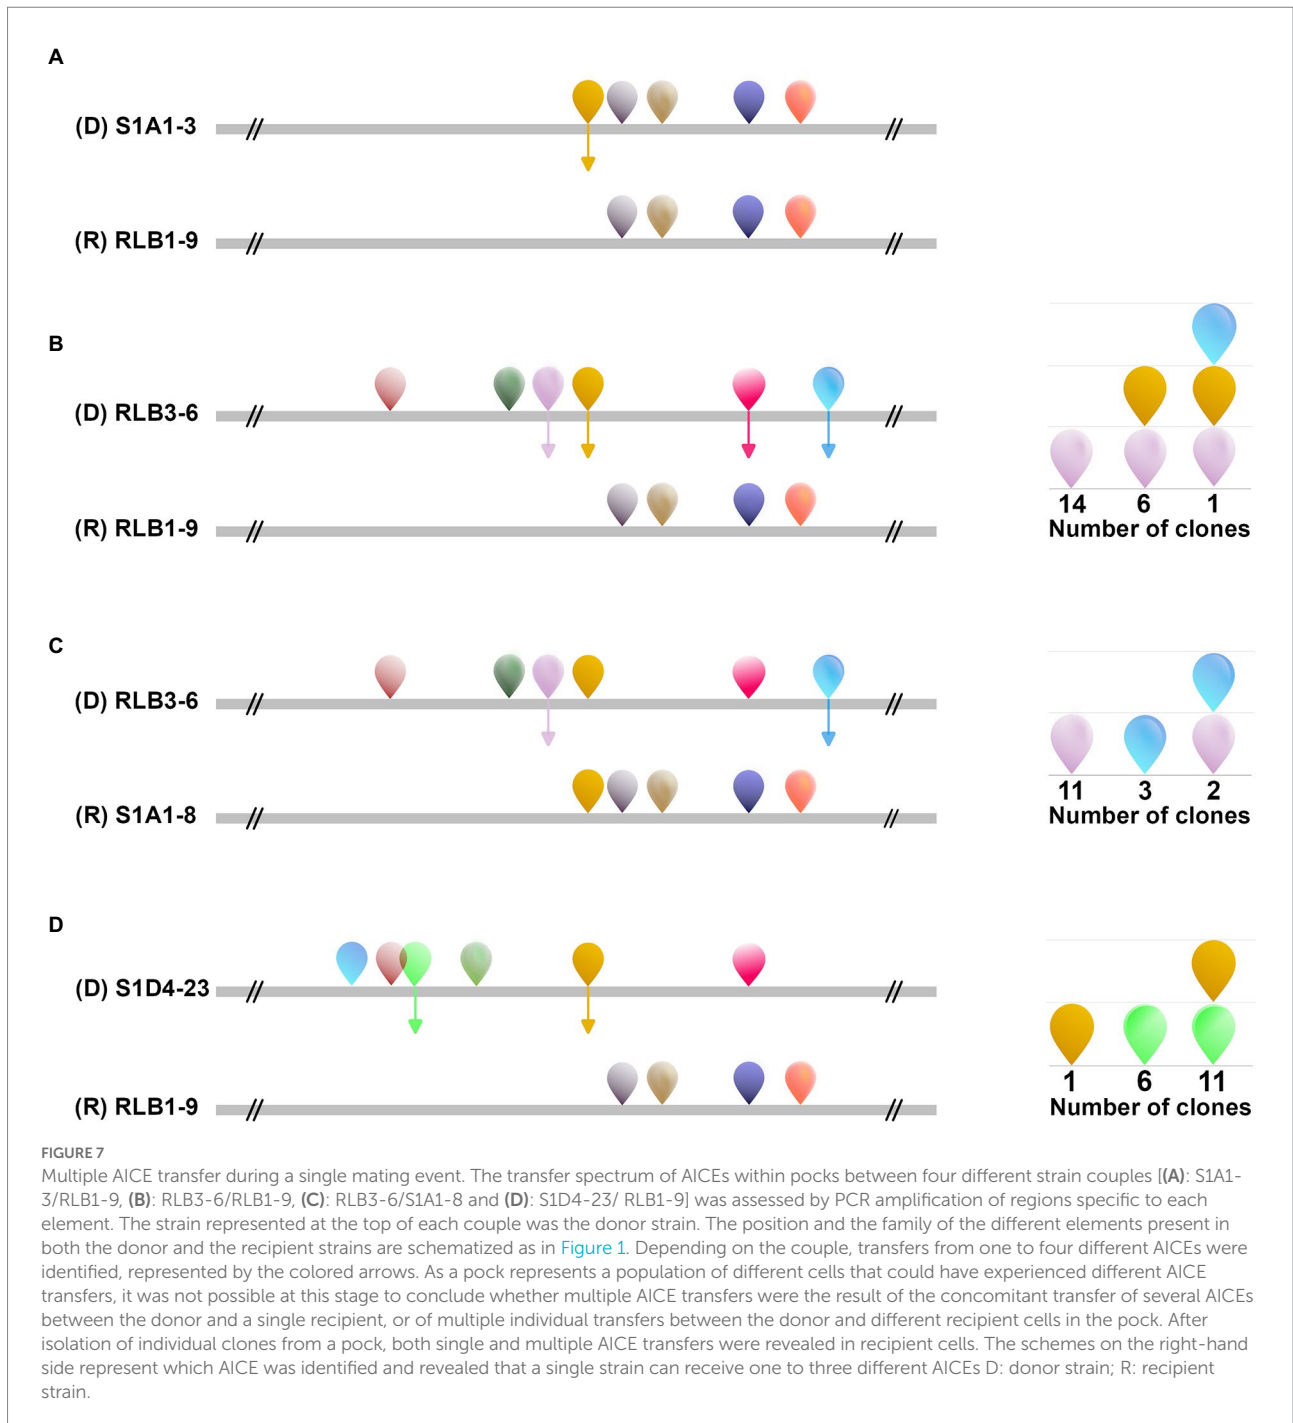 A
(D) S1A1-3
(R) RLB1-9
B
(D) RLB3-6
(R) RLB1-9
14 6 1
Number of clones
C
(D) RLB3-6
(R) S1A1-8
11 3 2
Number of clones
D
(D) S1D4-23
(R) RLB1-9
1 6 11
Number of clones
FIGURE 7
Multiple AICE transfer during a single mating event. The transfer spectrum of AICEs within pocks between four different strain couples [(A): S1A1-
3/RLB1-9, (B): RLB3-6/RLB1-9, (C): RLB3-6/S1A1-8 and (D): S1D4-23/ RLB1-9] was assessed by PCR amplification of regions specific to each
element. The strain represented at the top of each couple was the donor strain. The position and the family of the different elements present in
both the donor and the recipient strains are schematized as in Figure 1. Depending on the couple, transfers from one to four different AICEs were
identified, represented by the colored arrows. As a pock represents a population of different cells that could have experienced different AICE
transfers, it was not possible at this stage to conclude whether multiple AICE transfers were the result of the concomitant transfer of several AICEs
between the donor and a single recipient, or of multiple individual transfers between the donor and different recipient cells in the pock. After
isolation of individual clones from a pock, both single and multiple AICE transfers were revealed in recipient cells. The schemes on the right-hand
side represent which AICE was identified and revealed that a single strain can receive one to three different AICEs D: donor strain; R: recipient
strain.